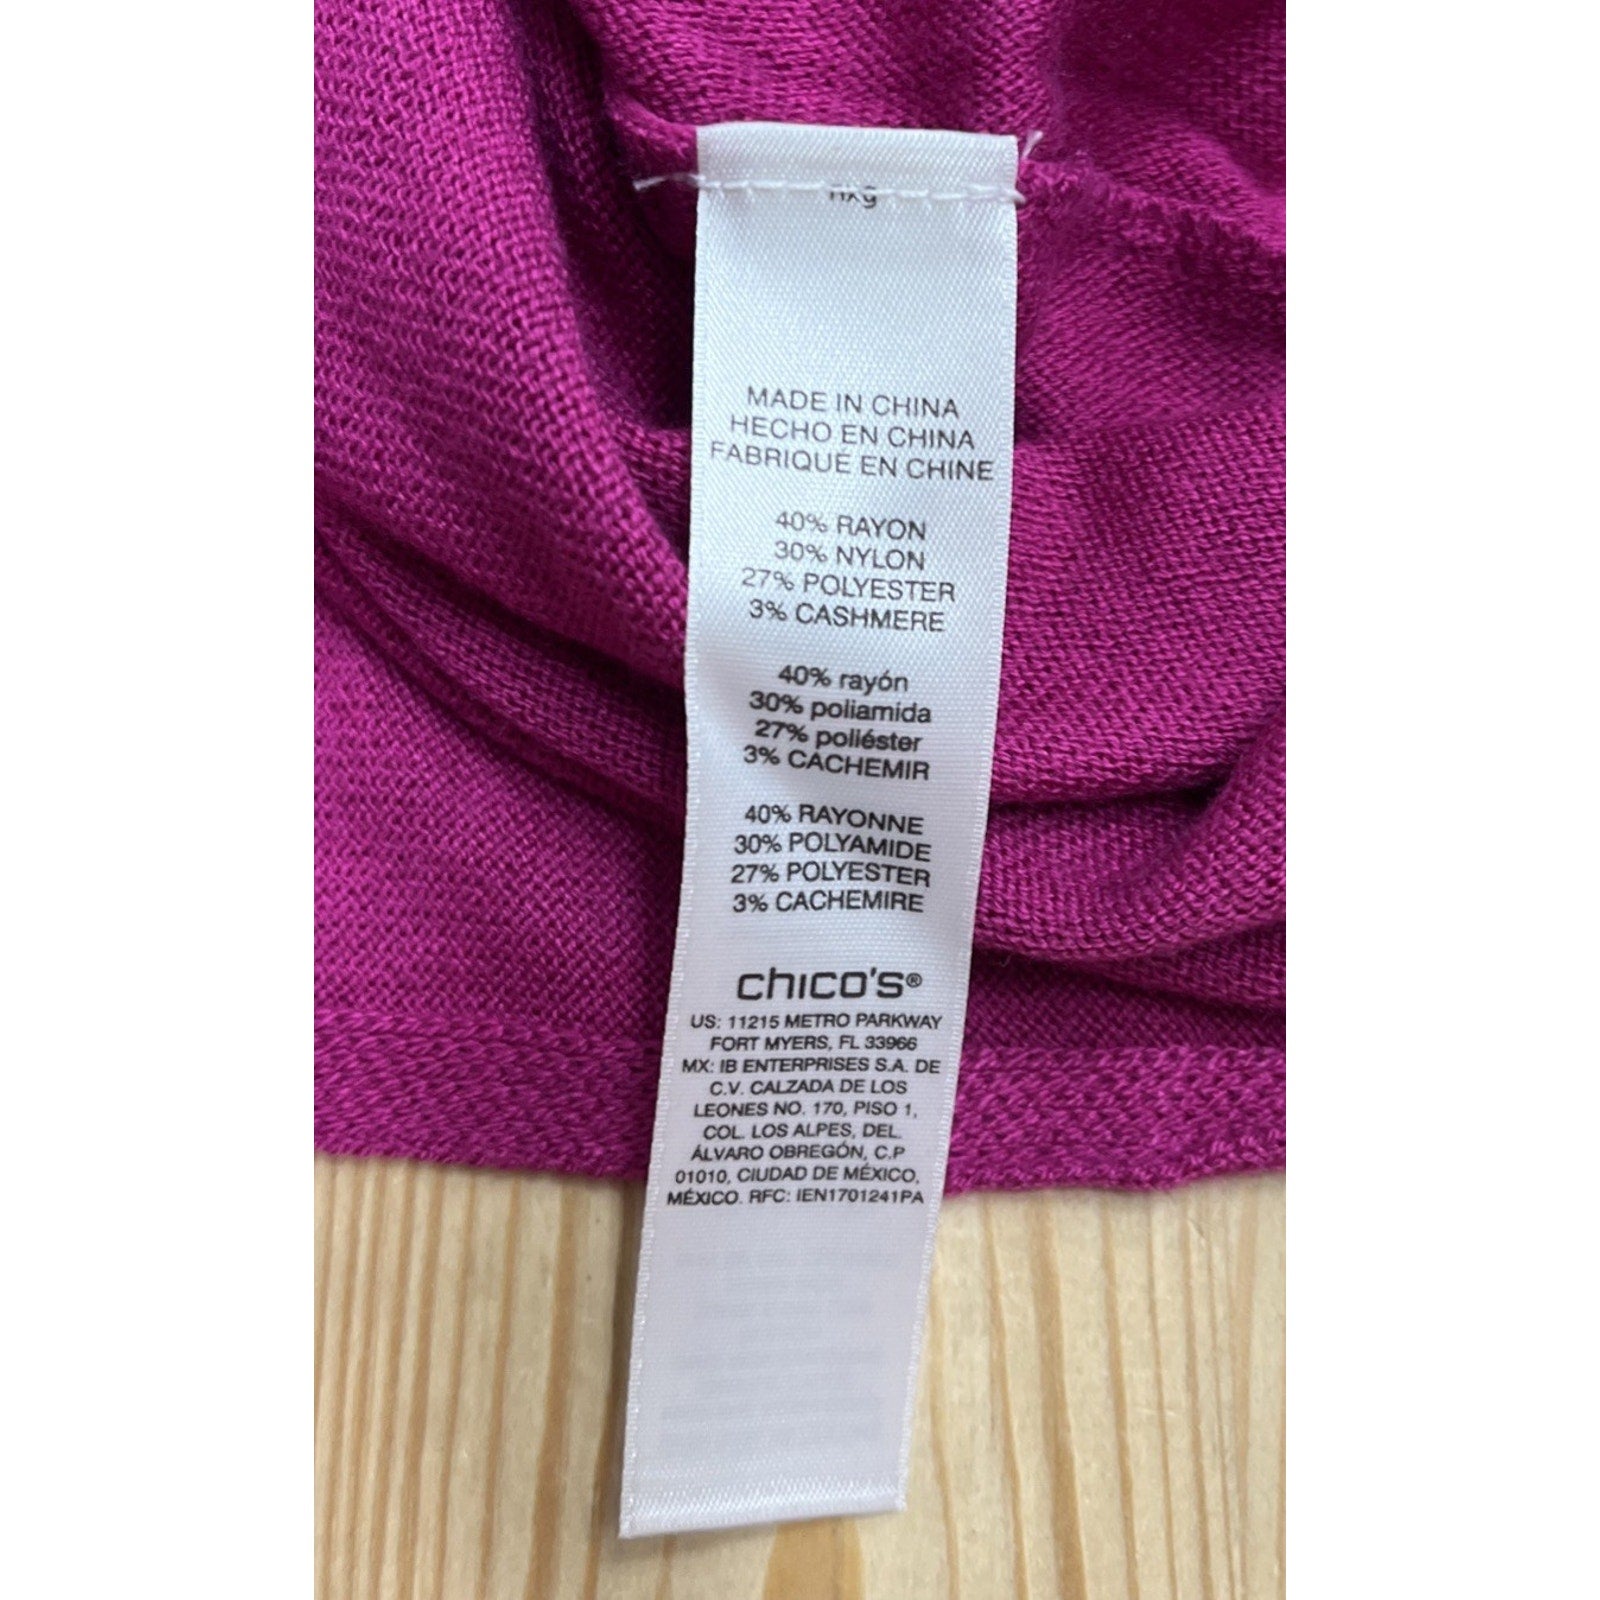 MADE IN CHINA
HECHO EN CHINA
FABRIQUÉ EN CHINE
40% RAYON
30% NYLON
27% POLYESTER
3% CASHMERE
40% rayón
30% poliamida
27% poliéster
3% CACHEMIR
40% RAYONNE
30% POLYAMIDE
27% POLYESTER
3% CACHEMIRE
chico's®
US: 11215 METRO PARKWAY
FORT MYERS, FL 33966
MX: IB ENTERPRISES S.A. DE
C.V. CALZADA DE LOS
LEONES NO. 170, PISO 1,
COL. LOS ALPES, DEL.
ÁLVARO OBREGÓN, C.P
01010, CIUDAD DE MÉXICO,
MÉXICO. RFC: IEN1701241PA